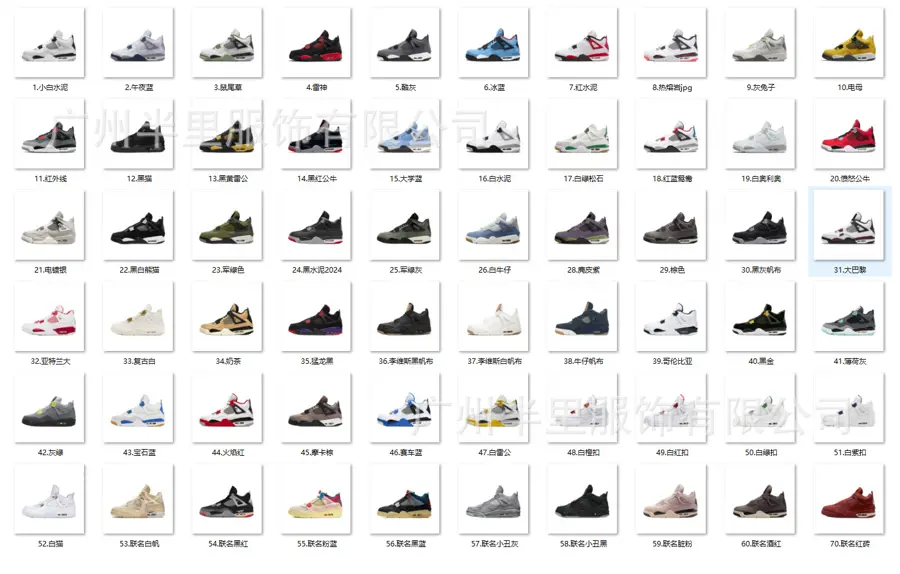 1.小白水泥 2.午夜蓝 3.鼠尾草 4.雷神 5.酷灰 6.冰蓝 7.红水泥 8.热熔岩jpg 9.灰兔子 10.电母
广州半里服饰有限公司
11.红外线 12.黑猫 13.黑黄雷公 14.黑红公牛 15.大学蓝 16.白水泥 17.白绿松石 18.红蓝鸳鸯 19.白奥利奥 20.愤怒公牛
21.电镀银 22.黑白熊猫 23.军绿色 24.黑水泥2024 25.军绿灰 26.白牛仔 28.麂皮紫 29.棕色 30.黑灰帆布 31.大巴黎
32.亚特兰大 33.复古白 34.奶茶 35.猛龙黑 36.李维斯黑帆布 37.李维斯白帆布 38.牛仔帆布 39.哥伦比亚 40.黑金 41.薄荷灰
广州半里服饰有限公司
42.灰绿 43.宝石蓝 44.火焰红 45.摩卡棕 46.赛车蓝 47.白雷公 48.白橙扣 49.白红扣 50.白绿扣 51.白紫扣
52.白猫 53.联名白帆 54.联名黑红 55.联名粉蓝 56.联名黑蓝 57.联名小丑灰 58.联名小丑黑 59.联名脏粉 60.联名酒红 70.联名红砖